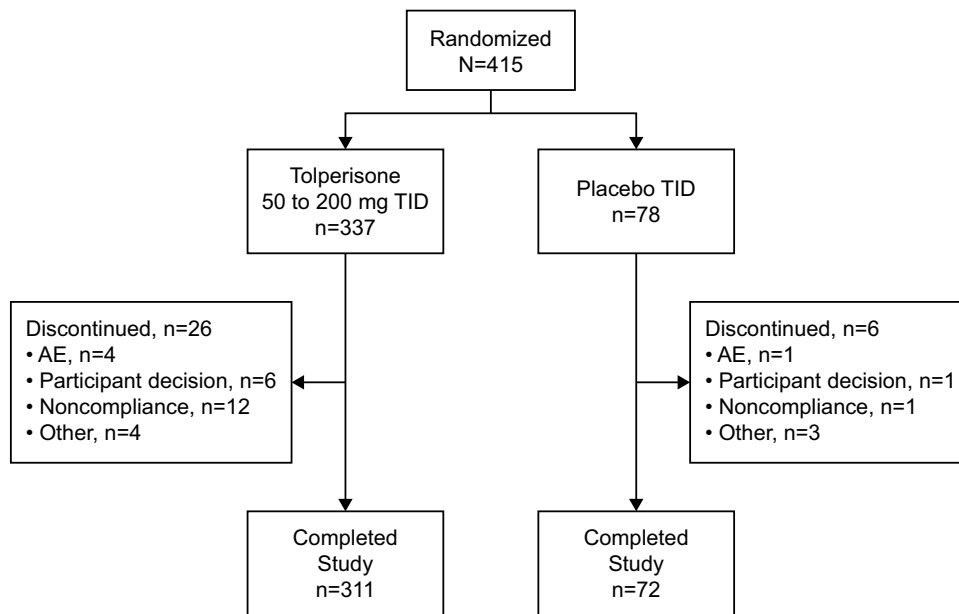 Randomized
N=415
Tolperisone
50 to 200 mg TID
n=337
Placebo TID
n=78
Discontinued, n=26
• AE, n=4
• Participant decision, n=6
• Noncompliance, n=12
• Other, n=4
Discontinued, n=6
• AE, n=1
• Participant decision, n=1
• Noncompliance, n=1
• Other, n=3
Completed
Study
n=311
Completed
Study
n=72